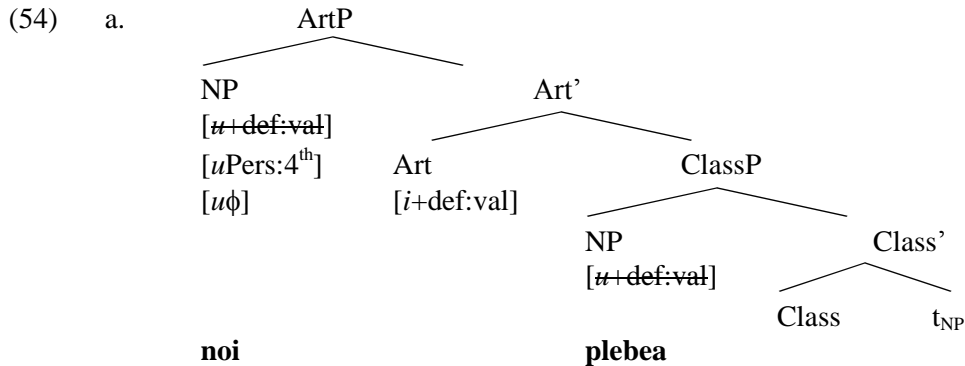 (54) a. ArtP
NP Art’
[u+def:val]
[uPers:4th] Art ClassP
[uϕ] [i+def:val]
NP Class’
[u+def:val]
Class tNP
noi plebea